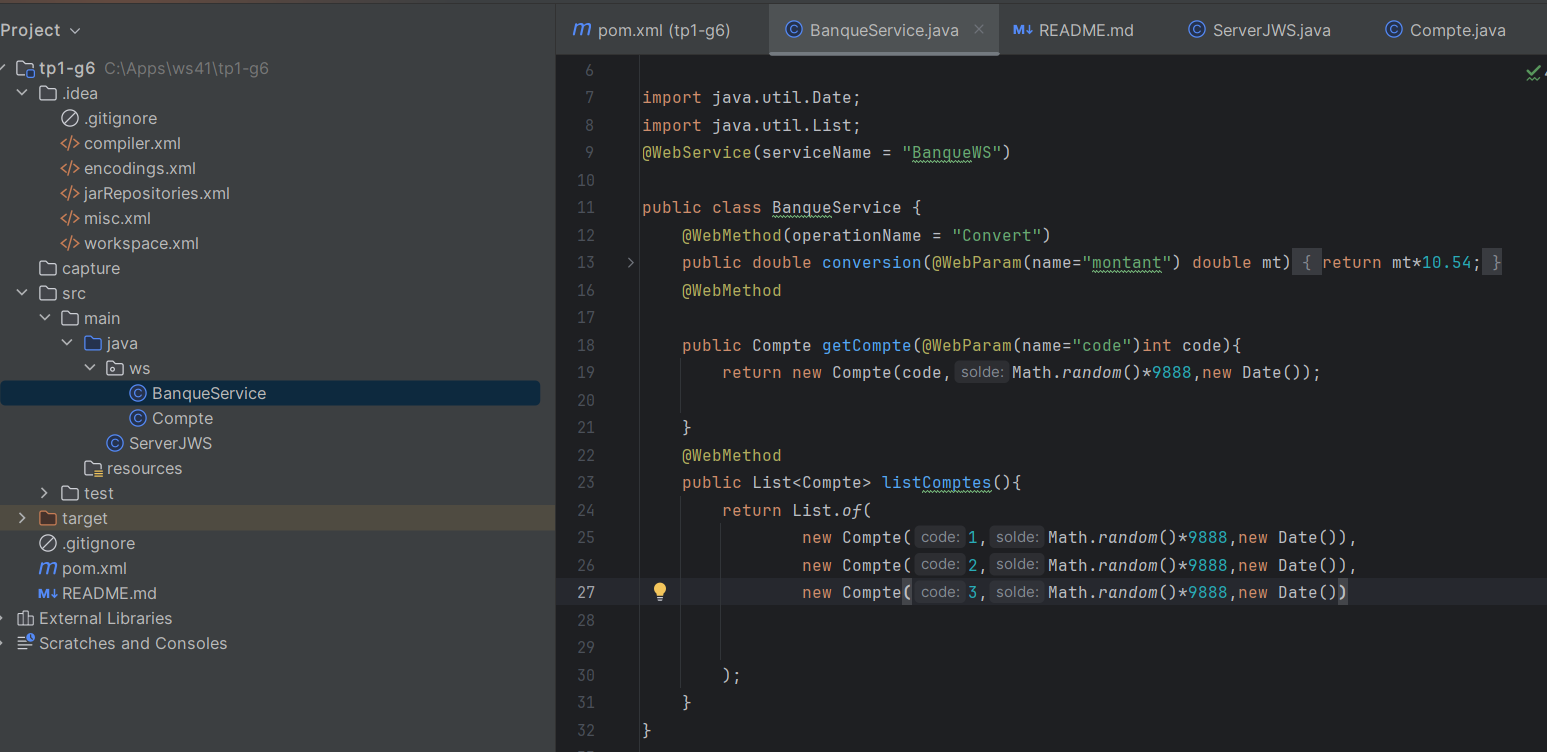 Project
tp1-g6 C:\Apps\ws41\tp1-g6
.idea
.gitignore
compiler.xml
encodings.xml
jarRepositories.xml
misc.xml
workspace.xml
capture
src
main
java
ws
BanqueService
Compte
ServerJWS
resources
test
target
.gitignore
pom.xml
README.md
External Libraries
Scratches and Consoles
pom.xml (tp1-g6) BanqueService.java README.md ServerJWS.java Compte.java
6
7 import java.util.Date;
8 import java.util.List;
9 @WebService(serviceName = "BanqueWS")
10
11 public class BanqueService {
12 @WebMethod(operationName = "Convert")
13 public double conversion(@WebParam(name="montant") double mt) { return mt*10.54; }
16 @WebMethod
17
18 public Compte getCompte(@WebParam(name="code")int code){
19 return new Compte(code, solde: Math.random()*9888,new Date());
20
21 }
22 @WebMethod
23 public List<Compte> listComptes(){
24 return List.of(
25 new Compte( code: 1, solde: Math.random()*9888,new Date()),
26 new Compte( code: 2, solde: Math.random()*9888,new Date()),
27 new Compte( code: 3, solde: Math.random()*9888,new Date())
28
29
30 );
31 }
32 }